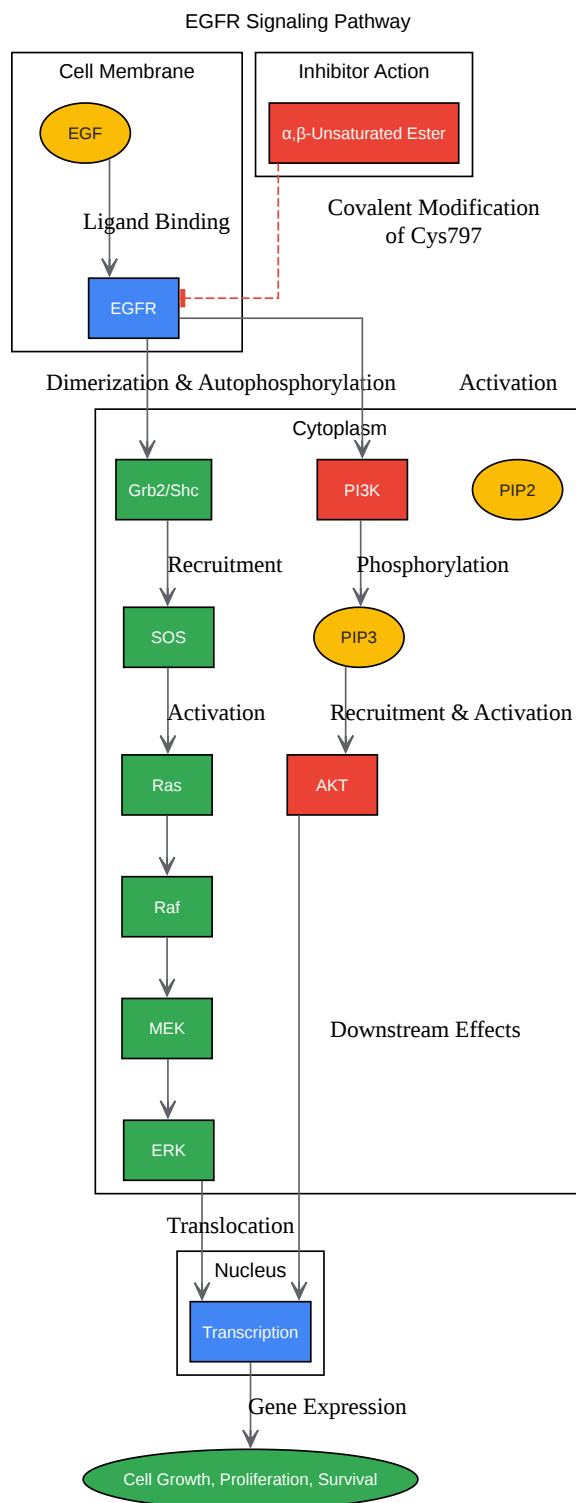 EGFR Signaling Pathway
Cell Membrane
Inhibitor Action
EGF
α,β-Unsaturated Ester
Ligand Binding
Covalent Modification
of Cys797
EGFR
Dimerization & Autophosphorylation
Activation
Cytoplasm
Grb2/Shc
PI3K
PIP2
Recruitment
Phosphorylation
SOS
PIP3
Activation
Recruitment & Activation
Ras
AKT
Raf
MEK
Downstream Effects
ERK
Translocation
Nucleus
Transcription
Gene Expression
Cell Growth, Proliferation, Survival